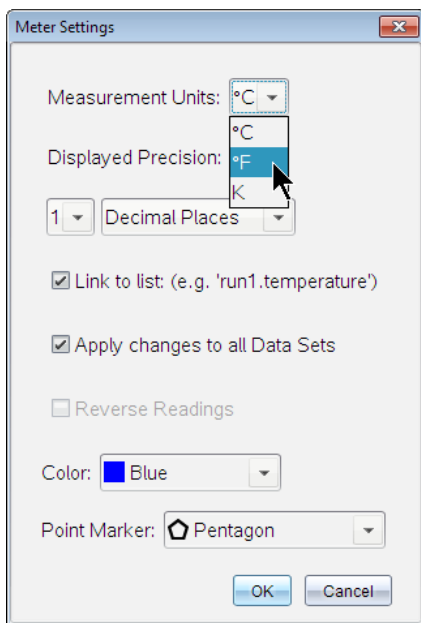 Meter Settings
Measurement Units: °C
°C
Displayed Precision: °F
K
1 Decimal Places
Link to list: (e.g. 'run1.temperature')
Apply changes to all Data Sets
Reverse Readings
Color: Blue
Point Marker: Pentagon
OK Cancel